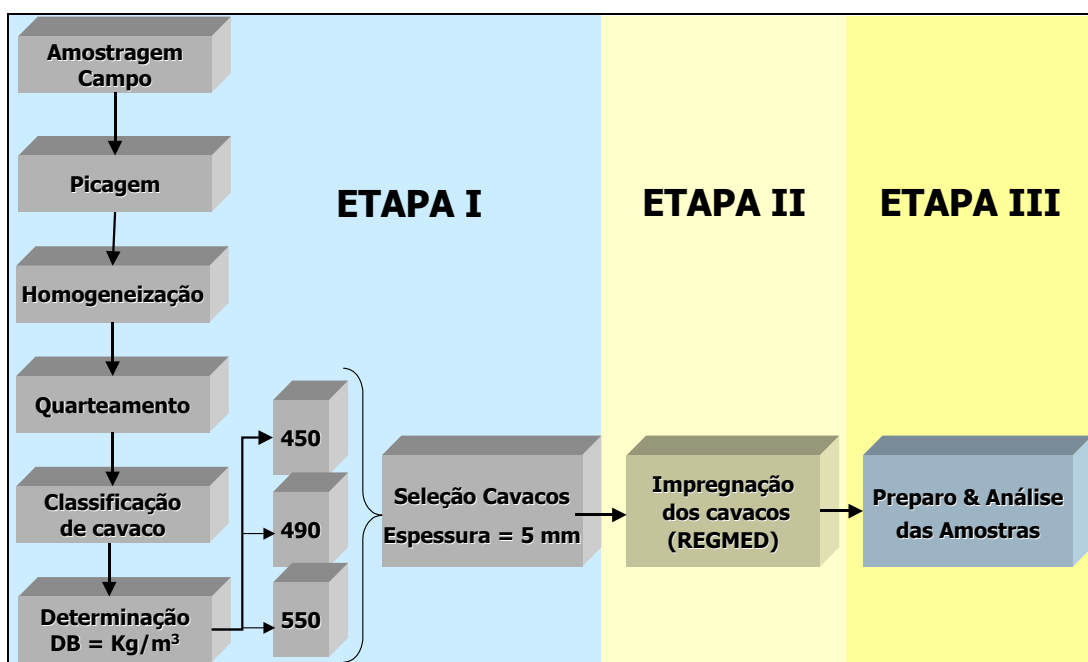 Amostragem
Campo
Picagem
Homogeneização
Quarteamento
Classificação
de cavaco
Determinação
DB = Kg/m³
450
490
550
ETAPA I
Seleção Cavacos
Espessura = 5 mm
ETAPA II
Impregnação
dos cavacos
(REGMED)
ETAPA III
Preparo & Análise
das Amostras